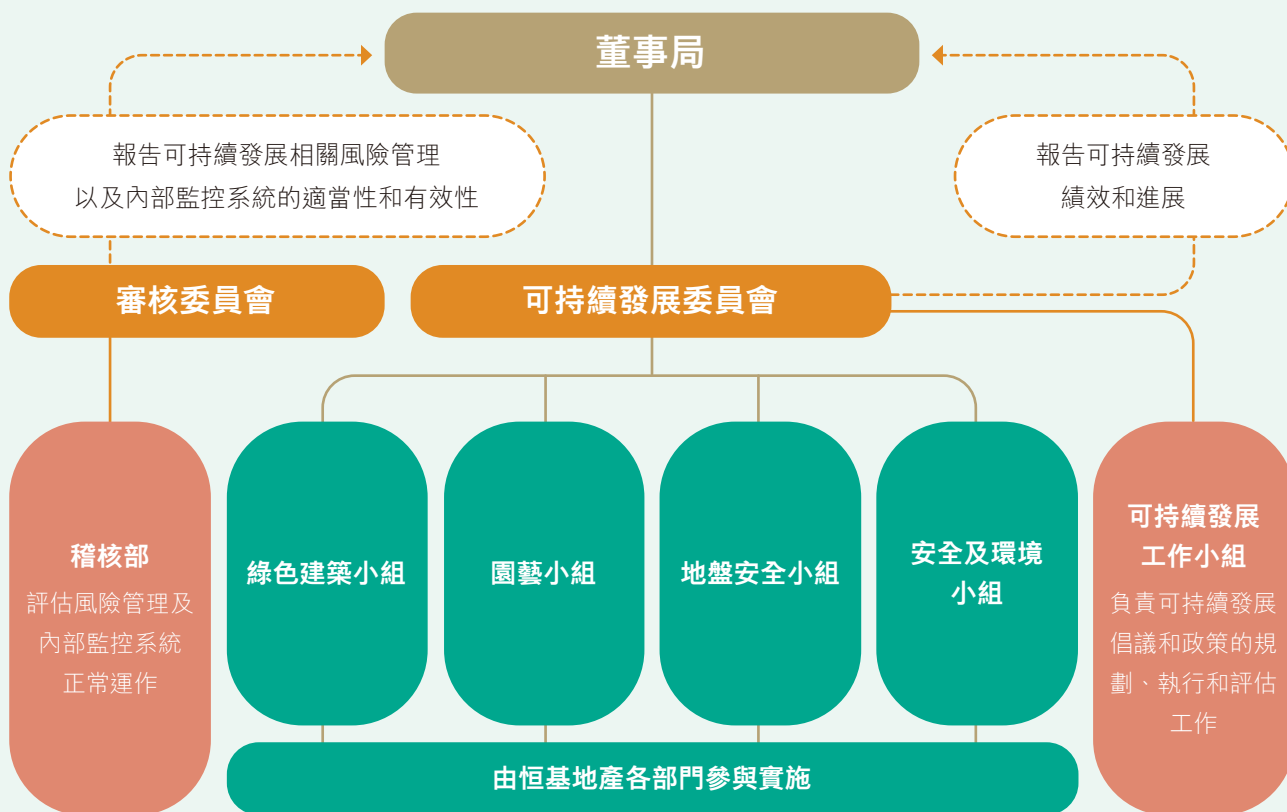 董事局
報告可持續發展相關風險管理
以及內部監控系統的適當性和有效性
報告可持續發展
績效和進展
審核委員會
可持續發展委員會
稽核部
評估風險管理及
內部監控系統
正常運作
綠色建築小組
園藝小組
地盤安全小組
安全及環境
小組
可持續發展
工作小組
負責可持續發展
倡議和政策的規
劃、執行和評估
工作
由恒基地產各部門參與實施